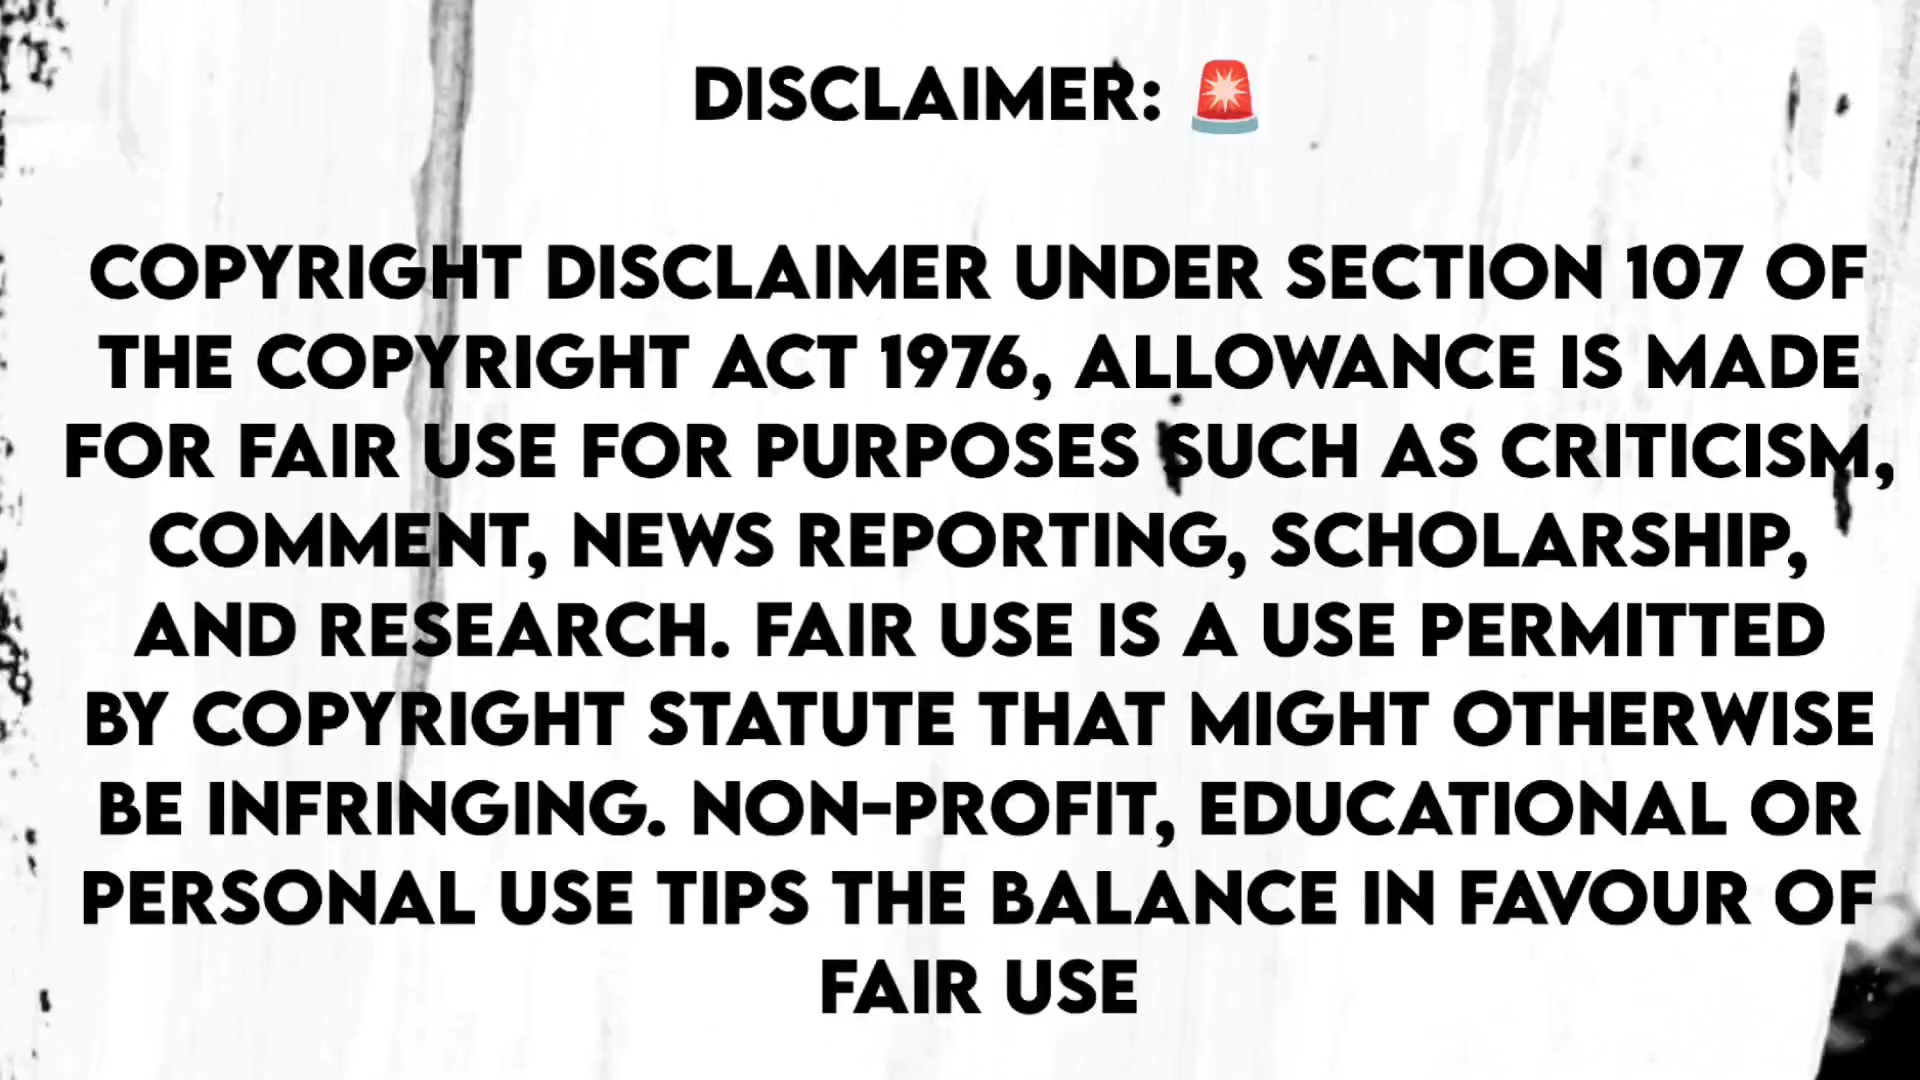 DISCLAIMER: 🚨
COPYRIGHT DISCLAIMER UNDER SECTION 107 OF
THE COPYRIGHT ACT 1976, ALLOWANCE IS MADE
FOR FAIR USE FOR PURPOSES SUCH AS CRITICISM,
COMMENT, NEWS REPORTING, SCHOLARSHIP,
AND RESEARCH. FAIR USE IS A USE PERMITTED
BY COPYRIGHT STATUTE THAT MIGHT OTHERWISE
BE INFRINGING. NON-PROFIT, EDUCATIONAL OR
PERSONAL USE TIPS THE BALANCE IN FAVOUR OF
FAIR USE